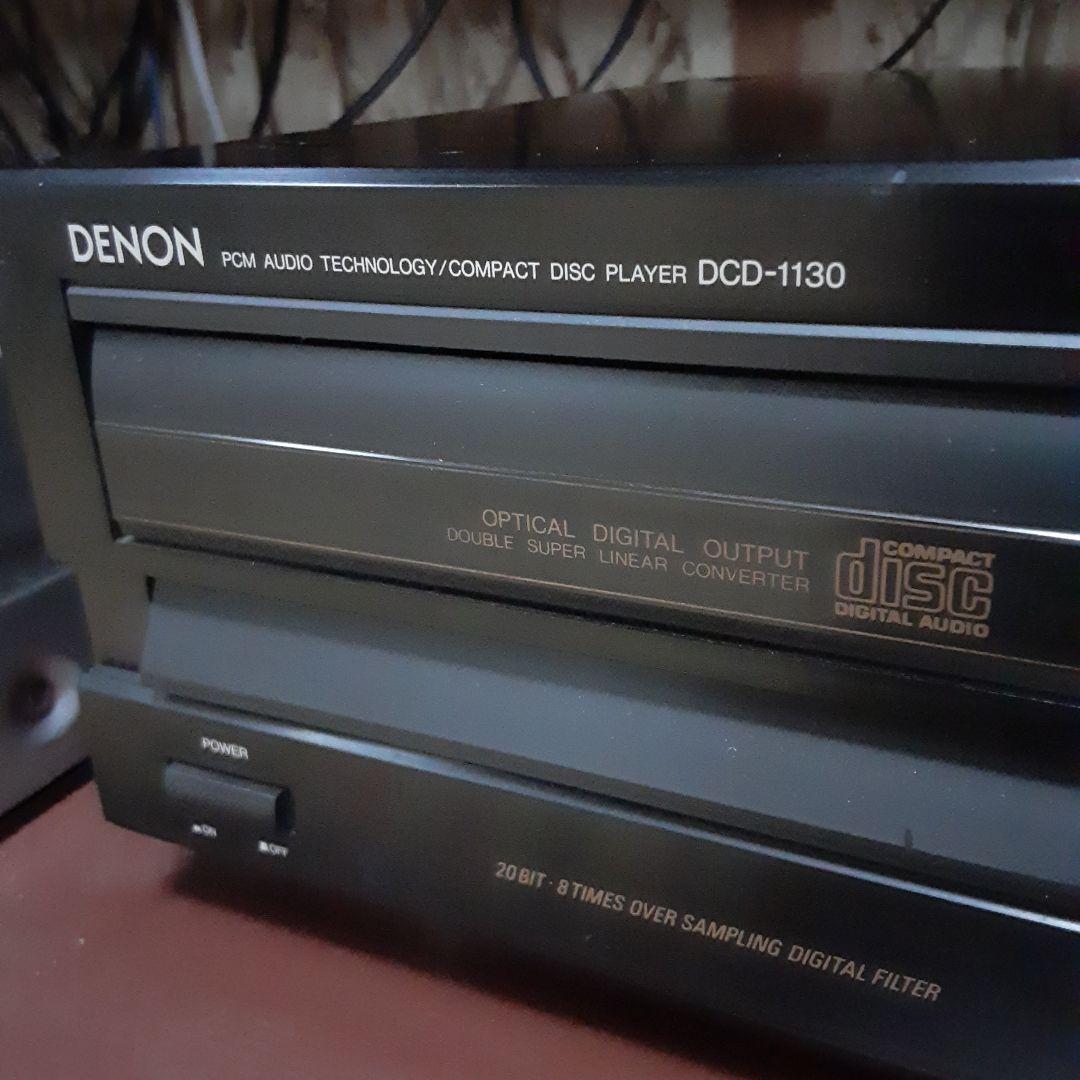 DENON PCM AUDIO TECHNOLOGY/COMPACT DISC PLAYER DCD-1130
OPTICAL DIGITAL OUTPUT
DOUBLE SUPER LINEAR CONVERTER
COMPACT
disc
DIGITAL AUDIO
POWER
ON
OFF
20 BIT · 8 TIMES OVER SAMPLING DIGITAL FILTER